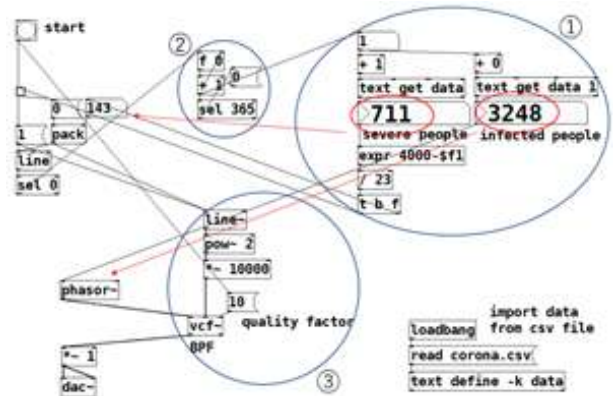 start
①
②
f 0
0
+ 1
sel 365
1
+ 1
+ 0
text get data
text get data 1
711
3248
severe people
infected people
expr 4000-$f1
/ 23
t b f
0
143
1
pack
line
sel 0
line~
pow~ 2
*~ 10000
phasor~
10
quality factor
vcf~
BPF
*~ 1
dac~
③
import data
from csv file
loadbang
read corona.csv
text define -k data